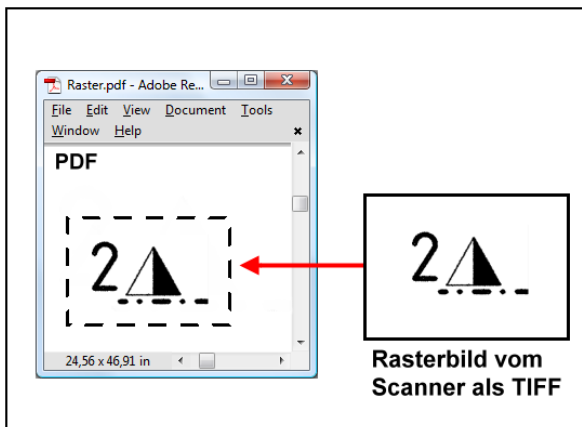 Raster.pdf - Adobe Re...
File Edit View Document Tools
Window Help
PDF
2
2
24,56 x 46,91 in
Rasterbild vom
Scanner als TIFF